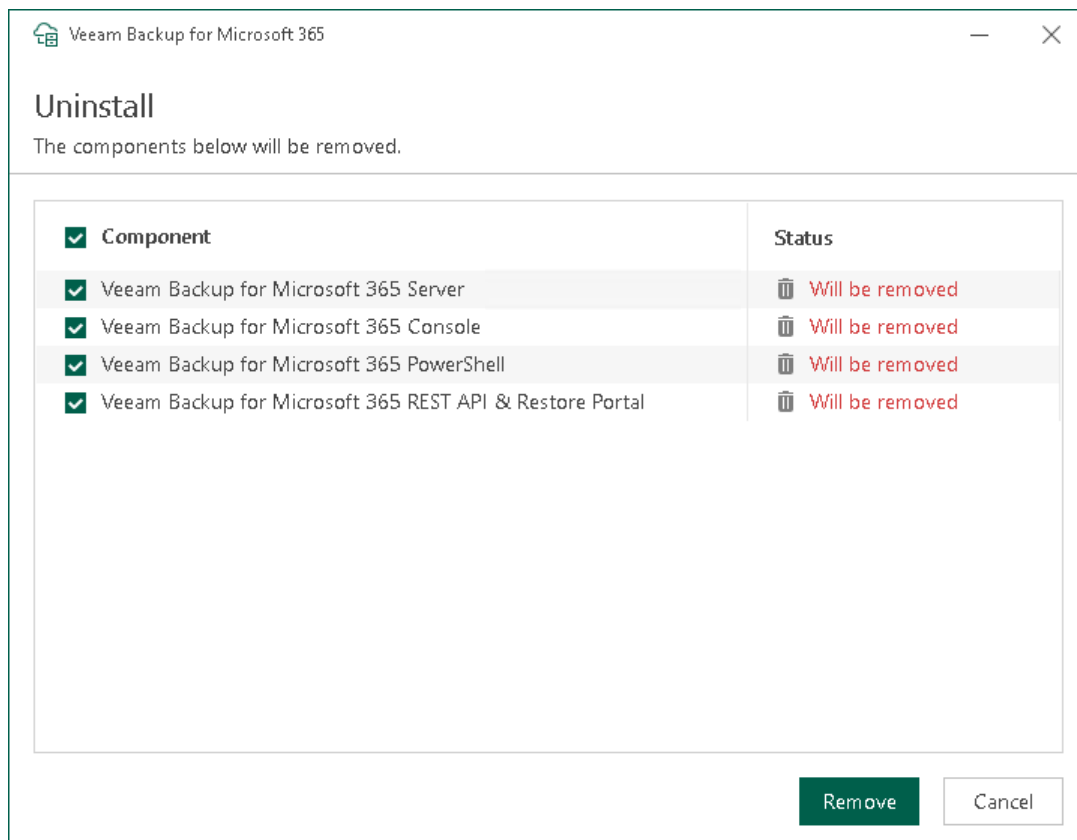 Veeam Backup for Microsoft 365
Uninstall
The components below will be removed.
Component Status
Veeam Backup for Microsoft 365 Server Will be removed
Veeam Backup for Microsoft 365 Console Will be removed
Veeam Backup for Microsoft 365 PowerShell Will be removed
Veeam Backup for Microsoft 365 REST API & Restore Portal Will be removed
Remove Cancel